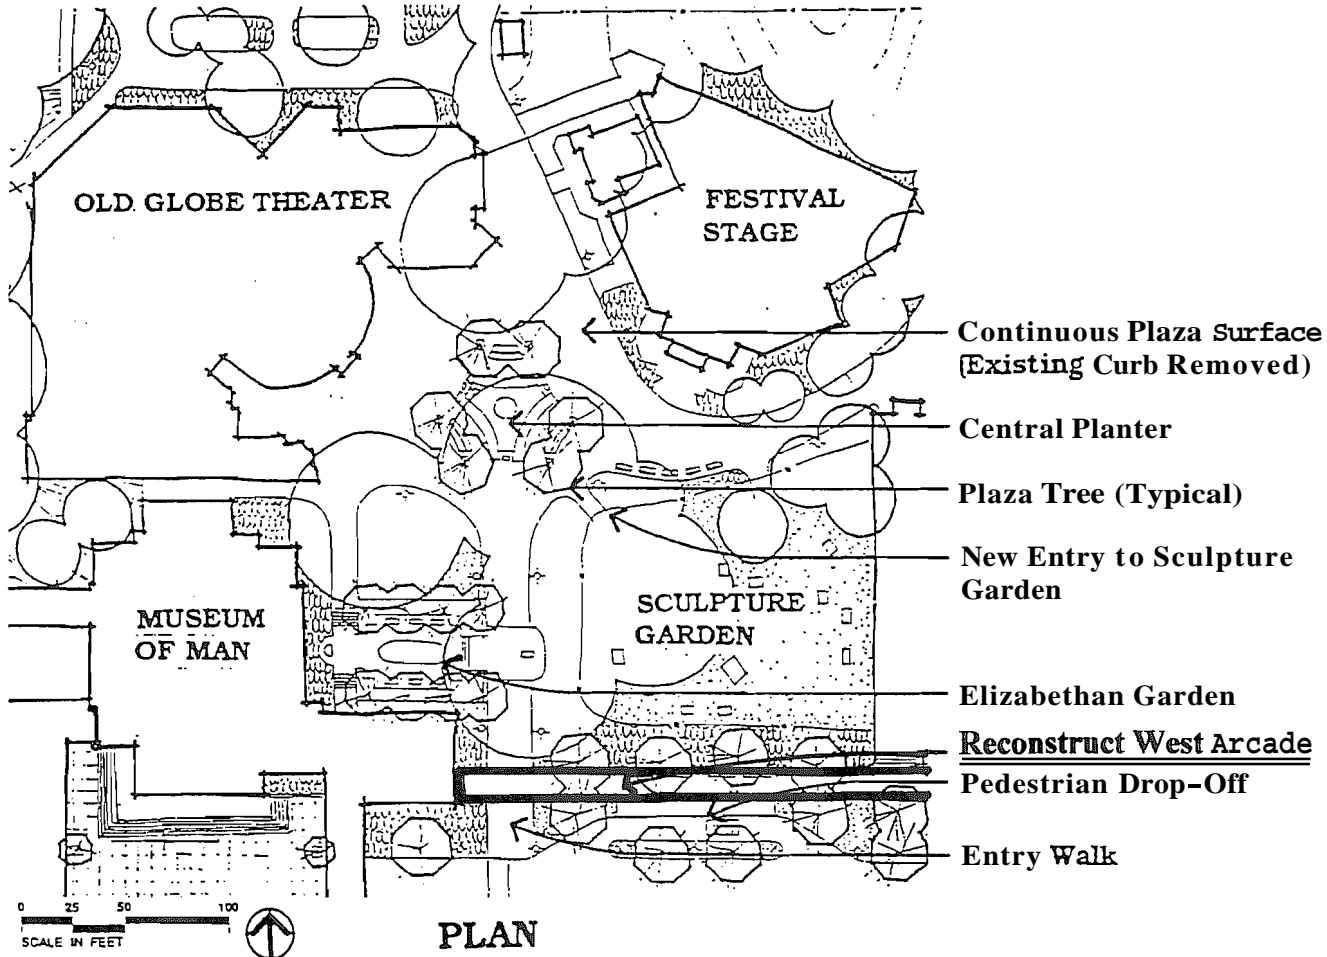 OLD. GLOBE THEATER
FESTIVAL
STAGE
Continuous Plaza Surface
(Existing Curb Removed)
Central Planter
Plaza Tree (Typical)
New Entry to Sculpture
Garden
MUSEUM
OF MAN
SCULPTURE
GARDEN
Elizabethan Garden
Reconstruct West Arcade
Pedestrian Drop-Off
Entry Walk
0 25 50 100
SCALE IN FEET
PLAN